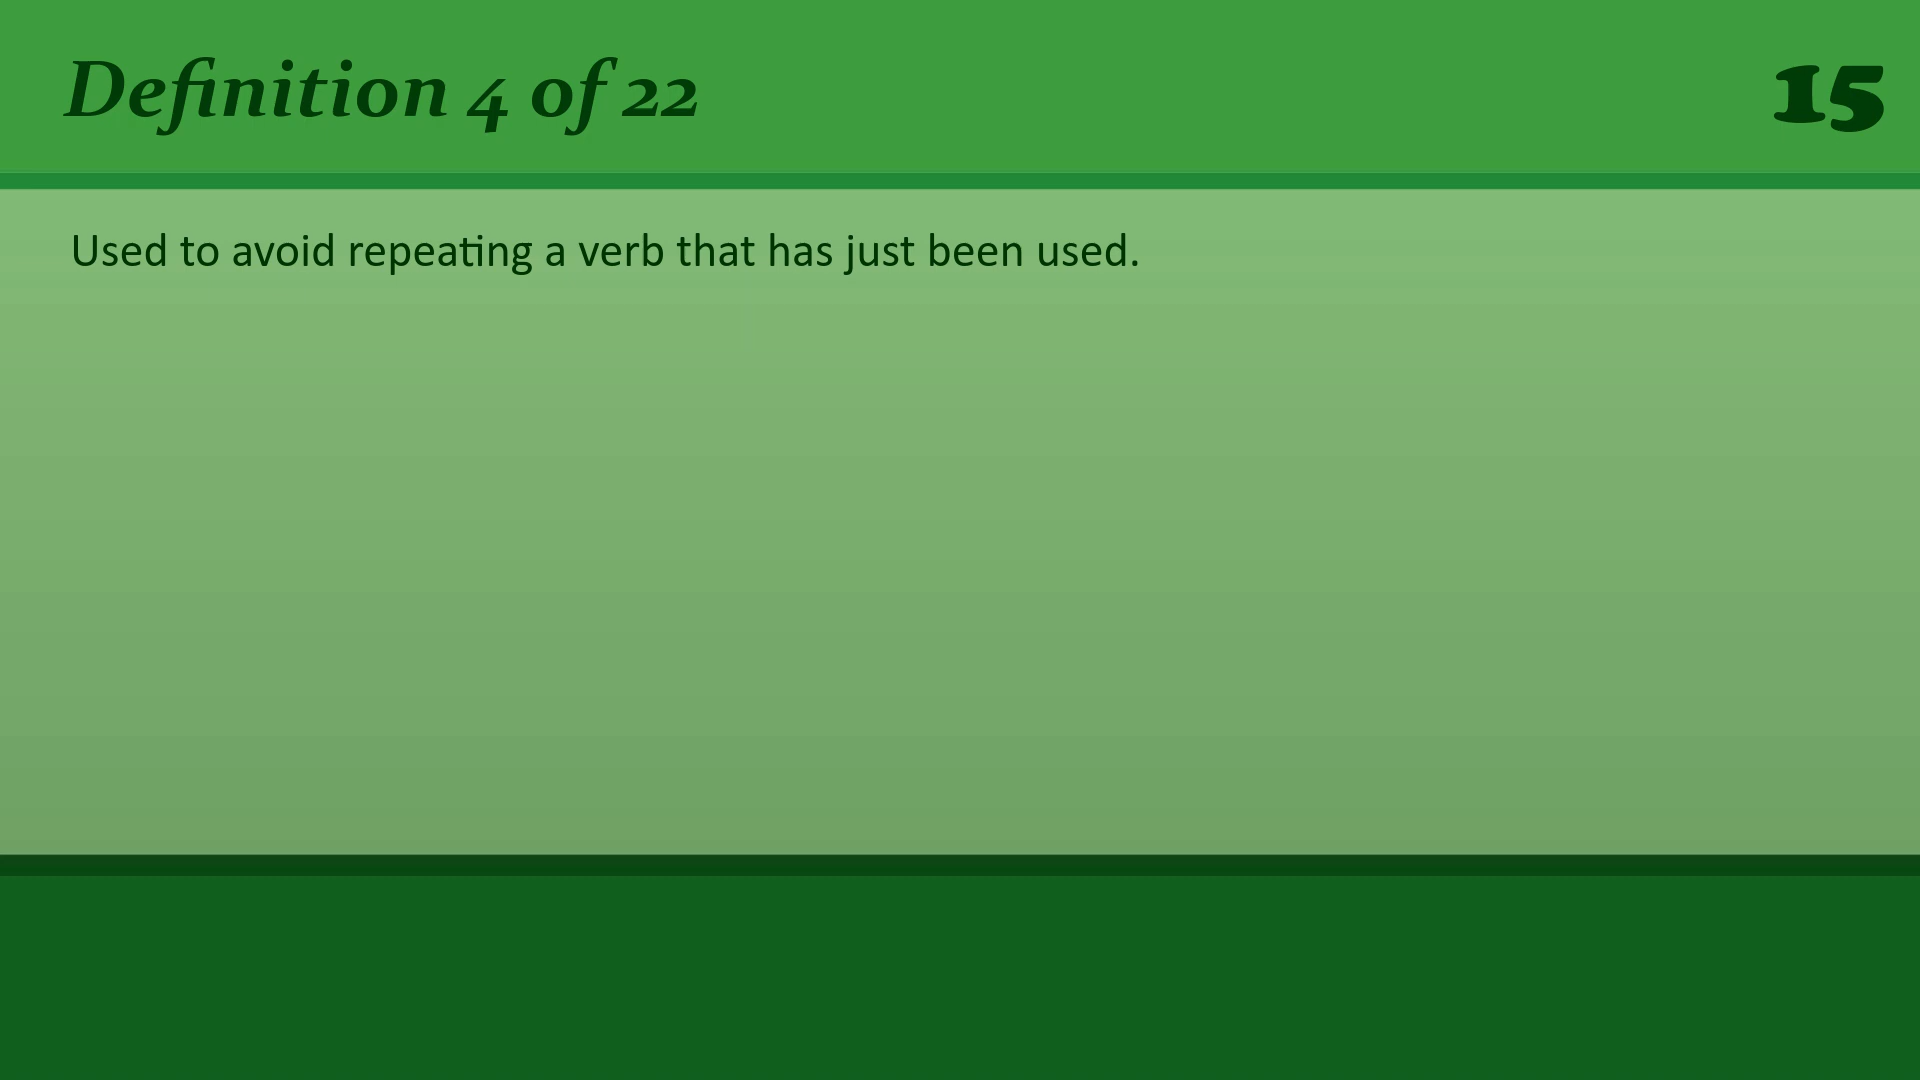 Definition 4 of 22
15
Used to avoid repeating a verb that has just been used.